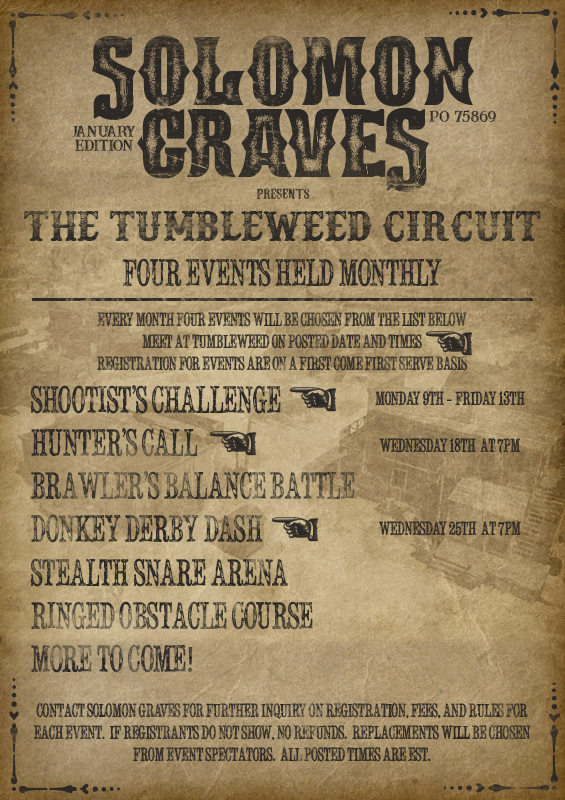 SOLOMON
GRAVES
JANUARY
EDITION
PO 75869
PRESENTS
THE TUMBLEWEED CIRCUIT
FOUR EVENTS HELD MONTHLY
EVERY MONTH FOUR EVENTS WILL BE CHOSEN FROM THE LIST BELOW
MEET AT TUMBLEWEED ON POSTED DATE AND TIMES
REGISTRATION FOR EVENTS ARE ON A FIRST COME FIRST SERVE BASIS
SHOOTIST'S CHALLENGE MONDAY 9TH - FRIDAY 13TH
HUNTER'S CALL WEDNESDAY 18TH AT 7PM
BRAWLER'S BALANCE BATTLE
DONKEY DERBY DASH WEDNESDAY 25TH AT 7PM
STEALTH SNARE ARENA
RINGED OBSTACLE COURSE
MORE TO COME!
CONTACT SOLOMON GRAVES FOR FURTHER INQUIRY ON REGISTRATION, FEES, AND RULES FOR
EACH EVENT. IF REGISTRANTS DO NOT SHOW, NO REFUNDS. REPLACEMENTS WILL BE CHOSEN
FROM EVENT SPECTATORS. ALL POSTED TIMES ARE EST.